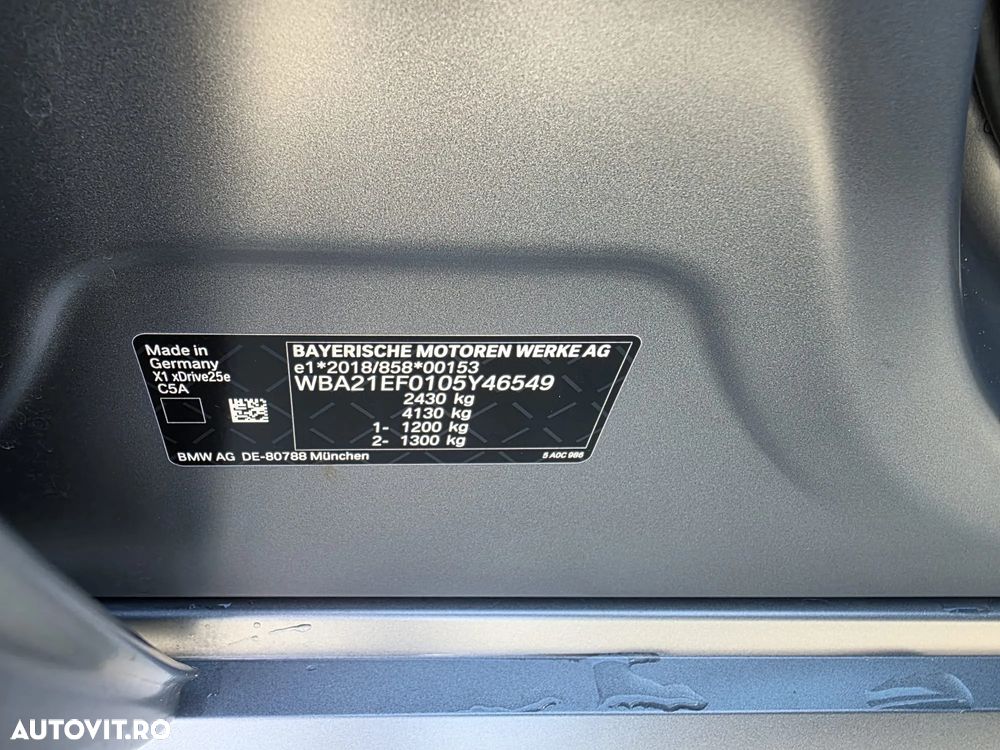 Made in
Germany
X1 xDrive25e
C5A
BAYERISCHE MOTOREN WERKE AG
e1*2018/858*00153
WBA21EF0105Y46549
2430 kg
4130 kg
1- 1200 kg
2- 1300 kg
BMW AG DE-80788 München
5 A0C 986
AUTOVIT.RO